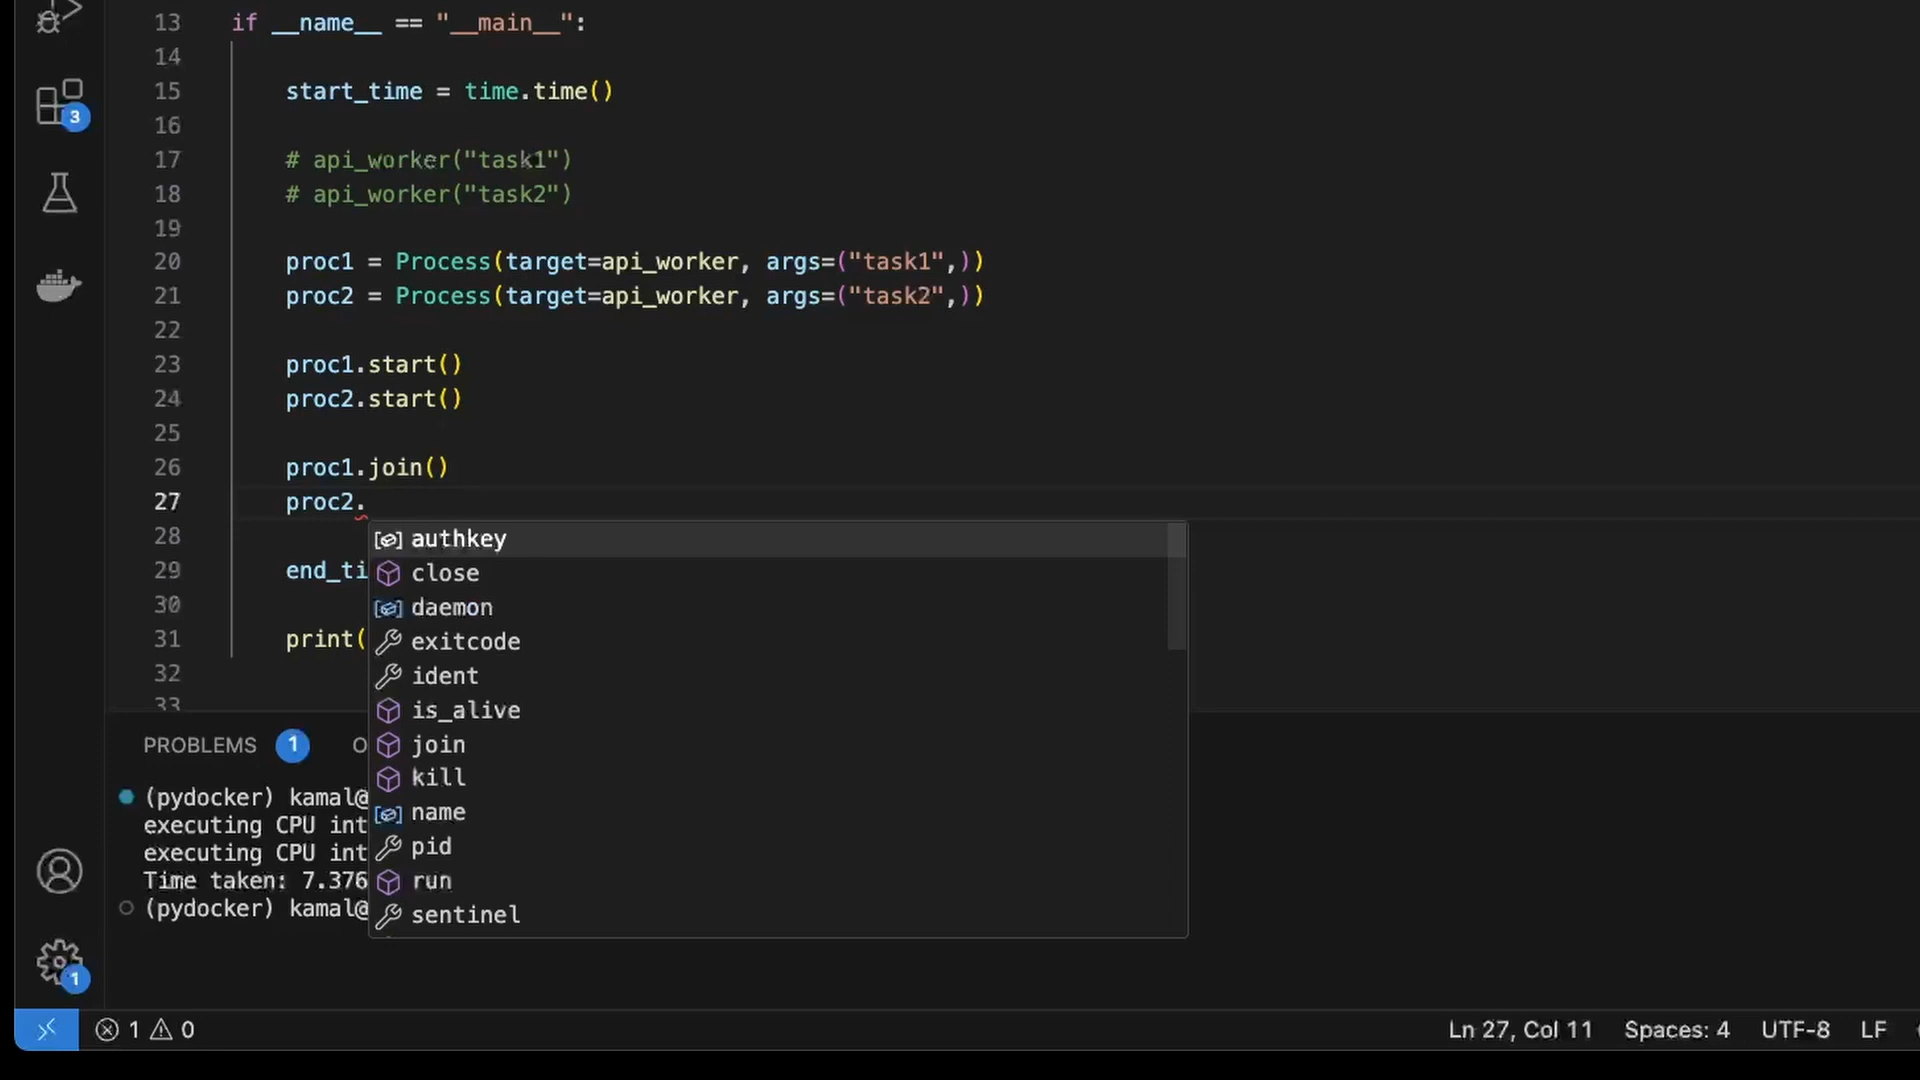 13 if __name__ == "__main__":
14
15 start_time = time.time()
16
17 # api_worker("task1")
18 # api_worker("task2")
19
20 proc1 = Process(target=api_worker, args=("task1",))
21 proc2 = Process(target=api_worker, args=("task2",))
22
23 proc1.start()
24 proc2.start()
25
26 proc1.join()
27 proc2.
28
29 end_ti
30
31 print(
32
33
authkey
close
daemon
exitcode
ident
is_alive
join
kill
name
pid
run
sentinel
3
PROBLEMS 1 O
(pydocker) kamal@
executing CPU int
executing CPU int
Time taken: 7.376
(pydocker) kamal@
1
1 0
Ln 27, Col 11 Spaces: 4 UTF-8 LF